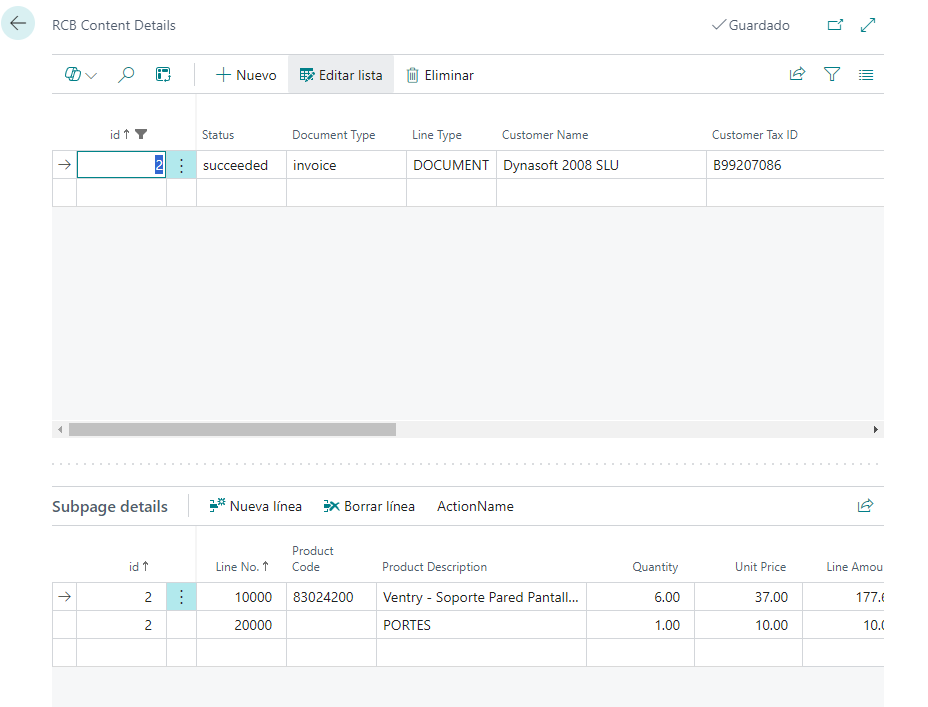 RCB Content Details
Guardado
Nuevo
Editar lista
Eliminar
id Status Document Type Line Type Customer Name Customer Tax ID
2 succeeded invoice DOCUMENT Dynasoft 2008 SLU B99207086
Subpage details
Nueva línea
Borrar línea
ActionName
id Line No. Product Code Product Description Quantity Unit Price Line Amou
2 10000 83024200 Ventry - Soporte Pared Pantall... 6.00 37.00 177.6
2 20000 PORTES 1.00 10.00 10.0